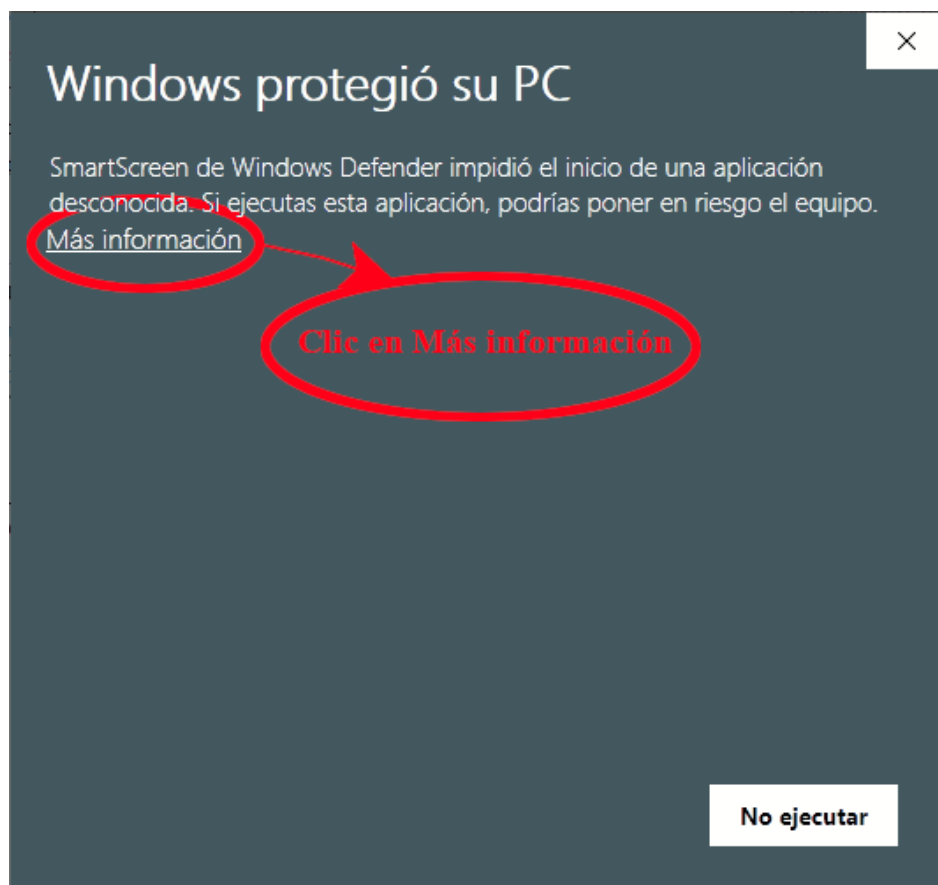 Windows protegió su PC
SmartScreen de Windows Defender impidió el inicio de una aplicación
desconocida. Si ejecutas esta aplicación, podrías poner en riesgo el equipo.
Más información
Clic en Más información
No ejecutar